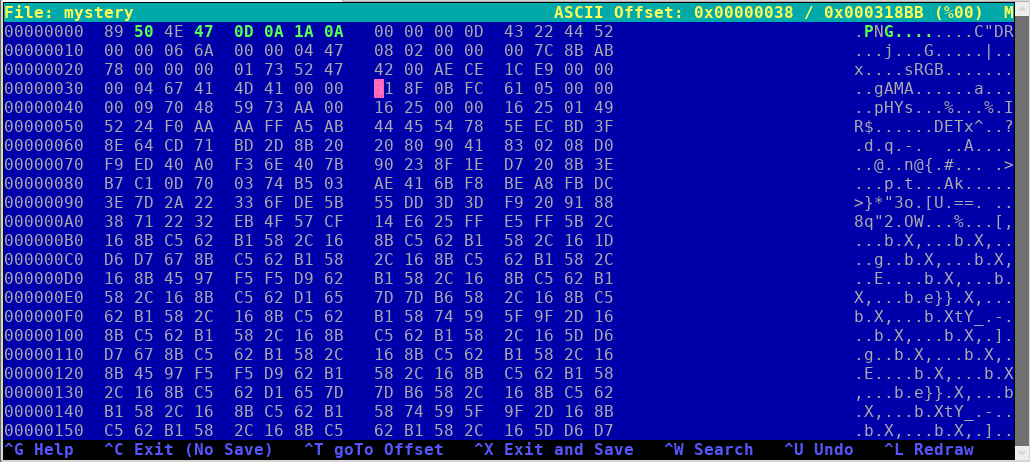 File: mystery ASCII Offset: 0x00000038 / 0x000318BB (%00) M
00000000 89 50 4E 47 0D 0A 1A 0A 00 00 00 0D 43 22 44 52 .PNG........C"DR
00000010 00 00 06 6A 00 00 04 47 08 02 00 00 00 7C 8B AB ...j...G.....|..
00000020 78 00 00 00 01 73 52 47 42 00 AE CE 1C E9 00 00 x....sRGB.......
00000030 00 04 67 41 4D 41 00 00 81 8F 0B FC 61 05 00 00 ..gAMA......a...
00000040 00 09 70 48 59 73 AA 00 16 25 00 00 16 25 01 49 ..pHYs...%...%.I
00000050 52 24 F0 AA AA FF A5 AB 44 45 54 78 5E EC BD 3F R$......DETx^..?
00000060 8E 64 CD 71 BD 2D 8B 20 20 80 90 41 83 02 08 D0 .d.q.-. ..A....
00000070 F9 ED 40 A0 F3 6E 40 7B 90 23 8F 1E D7 20 8B 3E ..@..n@{.#... .>
00000080 B7 C1 0D 70 03 74 B5 03 AE 41 6B F8 BE A8 FB DC ...p.t...Ak.....
00000090 3E 7D 2A 22 33 6F DE 5B 55 DD 3D 3D F9 20 91 88 >}*"3o.[U.==. ..
000000A0 38 71 22 32 EB 4F 57 CF 14 E6 25 FF E5 FF 5B 2C 8q"2.OW...%...[,
000000B0 16 8B C5 62 B1 58 2C 16 8B C5 62 B1 58 2C 16 1D ...b.X,...b.X,..
000000C0 D6 D7 67 8B C5 62 B1 58 2C 16 8B C5 62 B1 58 2C ..g..b.X,...b.X,
000000D0 16 8B 45 97 F5 F5 D9 62 B1 58 2C 16 8B C5 62 B1 ..E....b.X,...b.
000000E0 58 2C 16 8B C5 62 D1 65 7D 7D B6 58 2C 16 8B C5 X,...b.e}}.X,...
000000F0 62 B1 58 2C 16 8B C5 62 B1 58 74 59 5F 9F 2D 16 b.X,...b.XtY_.-.
00000100 8B C5 62 B1 58 2C 16 8B C5 62 B1 58 2C 16 5D D6 ..b.X,...b.X,.].
00000110 D7 67 8B C5 62 B1 58 2C 16 8B C5 62 B1 58 2C 16 .g..b.X,...b.X,.
00000120 8B 45 97 F5 F5 D9 62 B1 58 2C 16 8B C5 62 B1 58 .E....b.X,...b.X
00000130 2C 16 8B C5 62 D1 65 7D 7D B6 58 2C 16 8B C5 62 ,...b.e}}.X,...b
00000140 B1 58 2C 16 8B C5 62 B1 58 74 59 5F 9F 2D 16 8B .X,...b.XtY_.-..
00000150 C5 62 B1 58 2C 16 8B C5 62 B1 58 2C 16 5D D6 D7 .b.X,...b.X,.]..
^G Help ^C Exit (No Save) ^T goTo Offset ^X Exit and Save ^W Search ^U Undo ^L Redraw